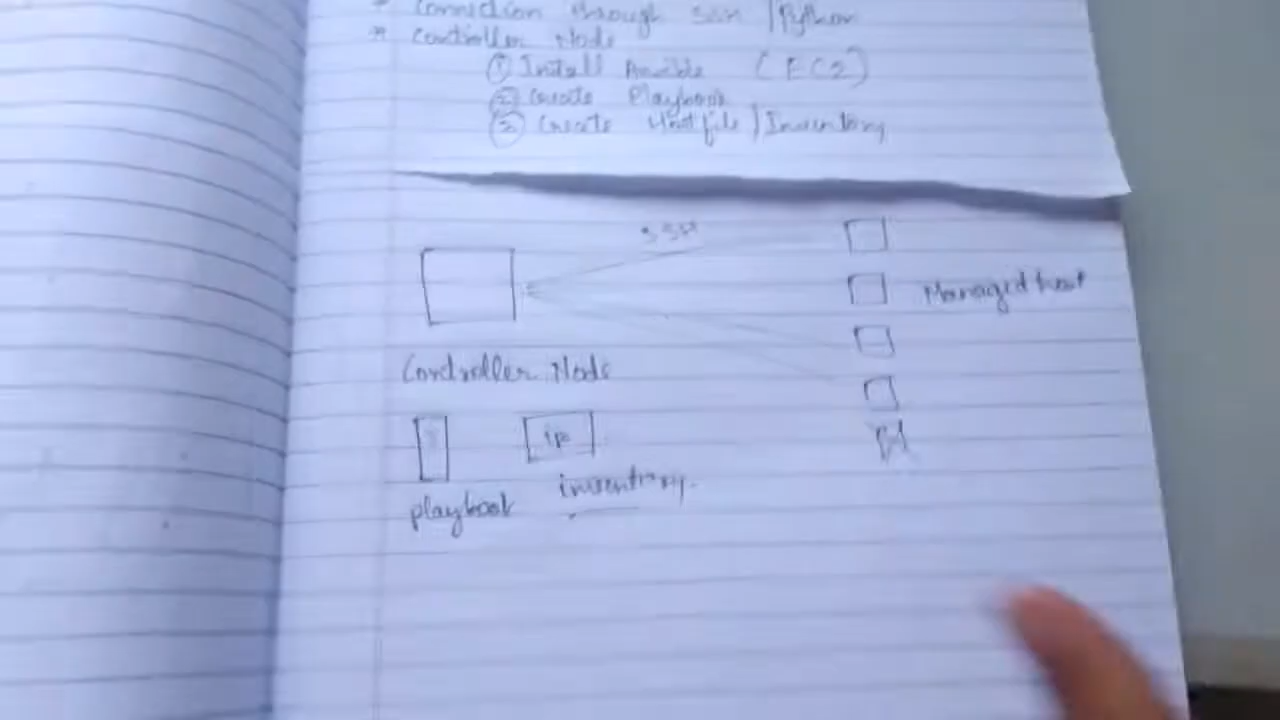 * Connection through SSH | Python
* Controller Node
① Install Ansible (EC2)
② Create Playbook
③ Create Host file | Inventory
SSH
Managed host
Controller Node
ip
playbook inventory.